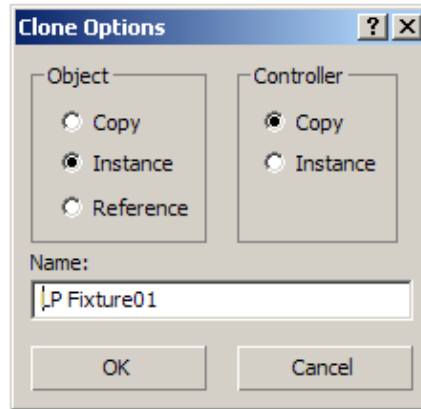 Clone Options
Object
Controller
Copy
Copy
Instance
Instance
Reference
Name:
LP Fixture01
OK
Cancel